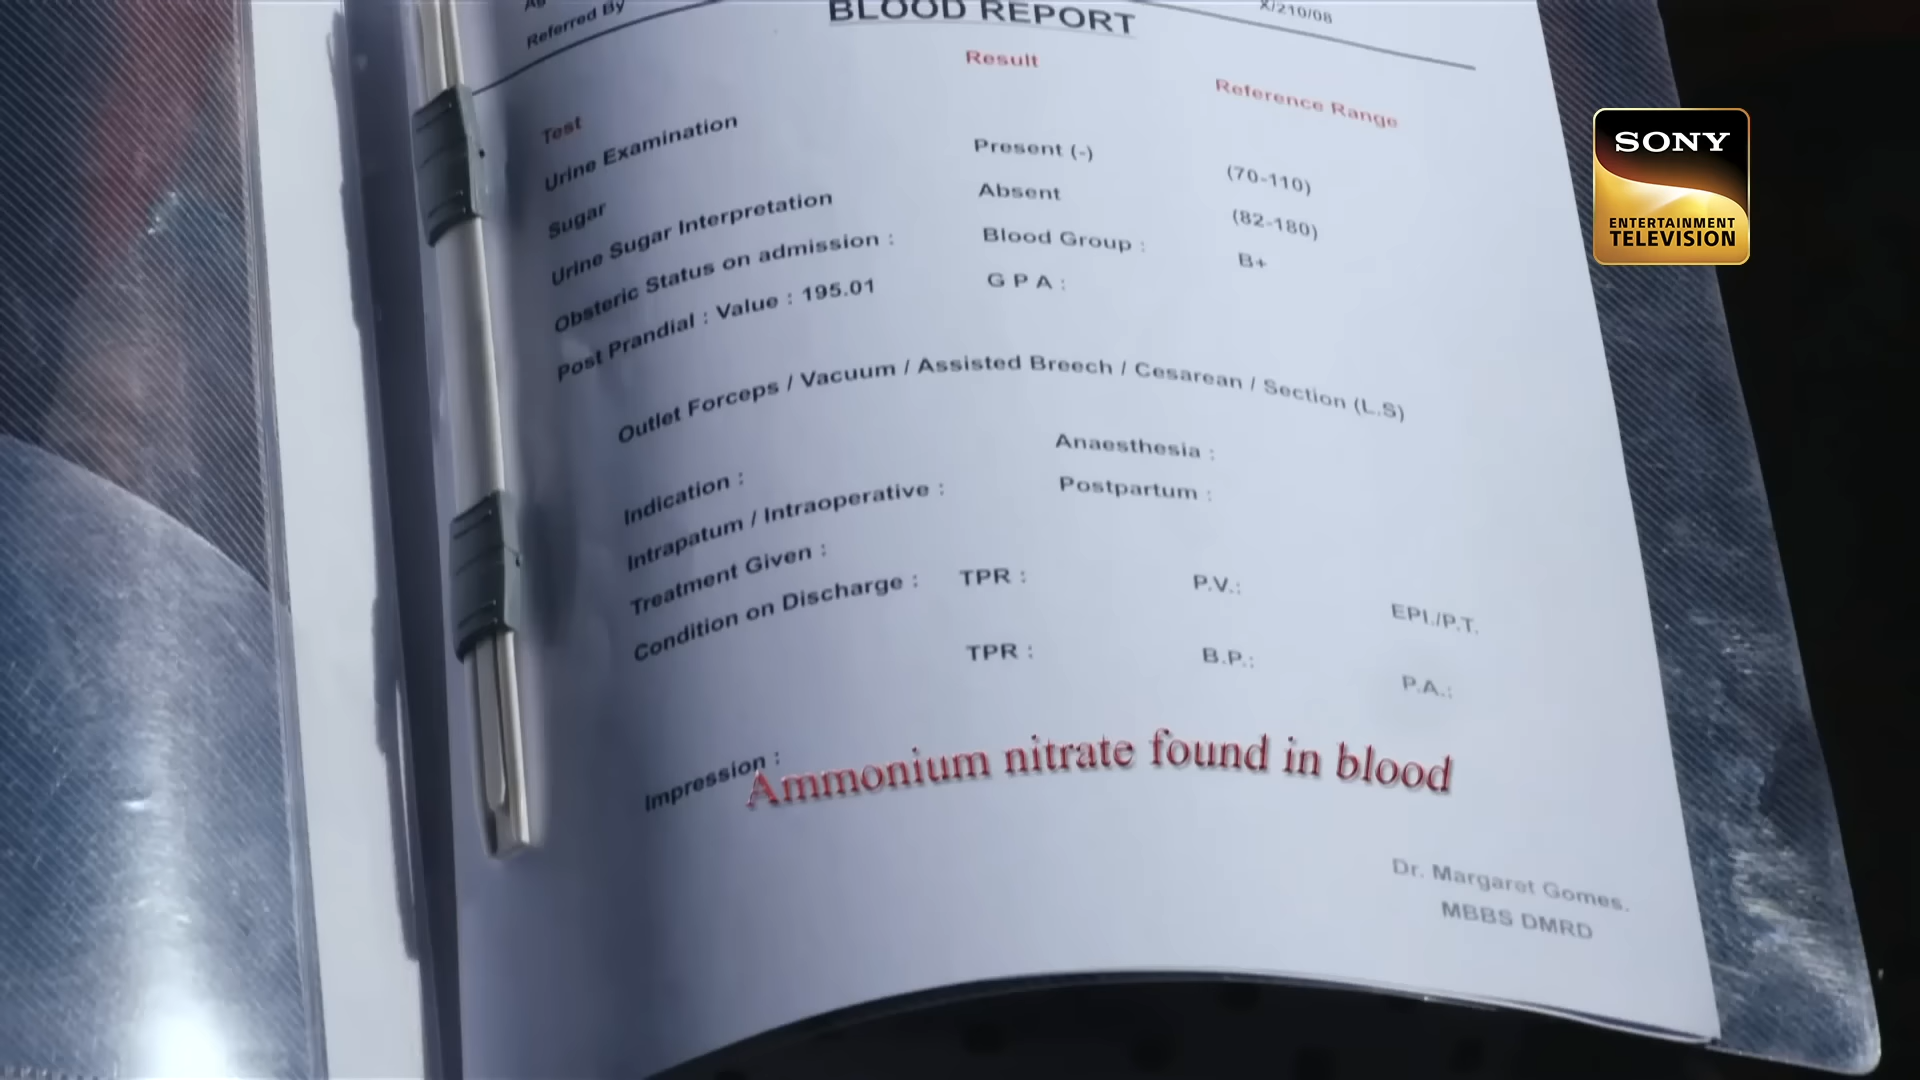 Referred By
BLOOD REPORT
X/210/08
Test
Result
Reference Range
Urine Examination
Present (-)
(70-110)
Sugar
Absent
(82-180)
Urine Sugar Interpretation
Blood Group :
B+
Obsteric Status on admission :
G P A :
Post Prandial : Value : 195.01
Outlet Forceps / Vacuum / Assisted Breech / Cesarean / Section (L.S)
Anaesthesia :
Indication :
Postpartum :
Intrapatum / Intraoperative :
Treatment Given :
Condition on Discharge :
TPR :
P.V.:
EPI./P.T.
TPR :
B.P.:
P.A.:
Impression :
Ammonium nitrate found in blood
Dr. Margaret Gomes.
MBBS DMRD
SONY
ENTERTAINMENT
TELEVISION